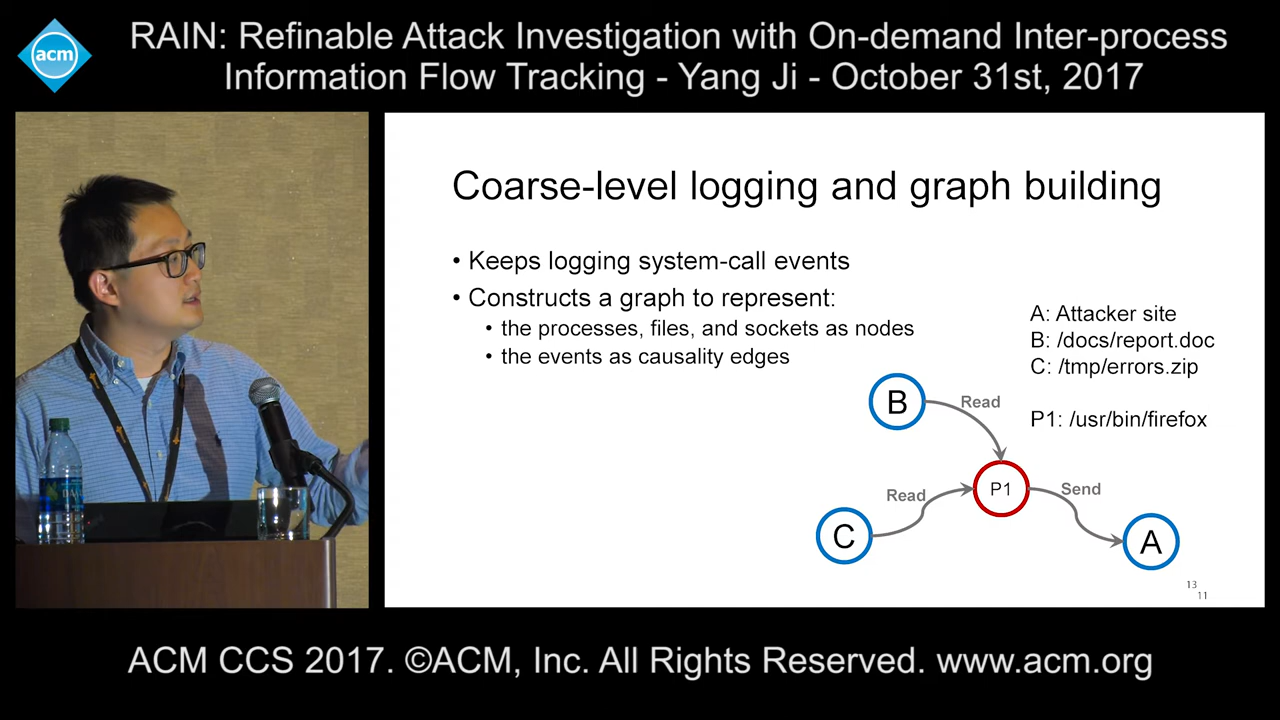 acm
RAIN: Refinable Attack Investigation with On-demand Inter-process
Information Flow Tracking - Yang Ji - October 31st, 2017
Coarse-level logging and graph building
• Keeps logging system-call events
• Constructs a graph to represent:
• the processes, files, and sockets as nodes
• the events as causality edges
A: Attacker site
B: /docs/report.doc
C: /tmp/errors.zip
P1: /usr/bin/firefox
B
Read
P1
Read
Send
C
A
13
11
ACM CCS 2017. ©ACM, Inc. All Rights Reserved. www.acm.org